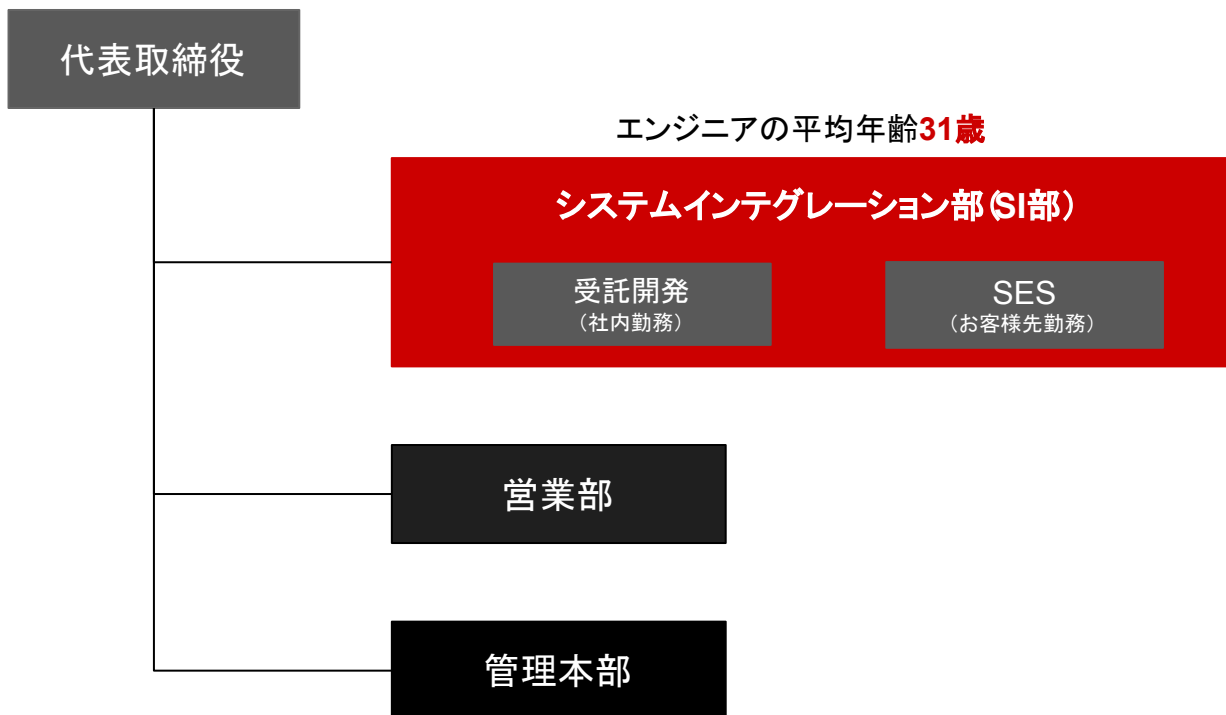 代表取締役
エンジニアの平均年齢31歳
システムインテグレーション部(SI部）
受託開発
（社内勤務）
SES
（お客様先勤務）
営業部
管理本部